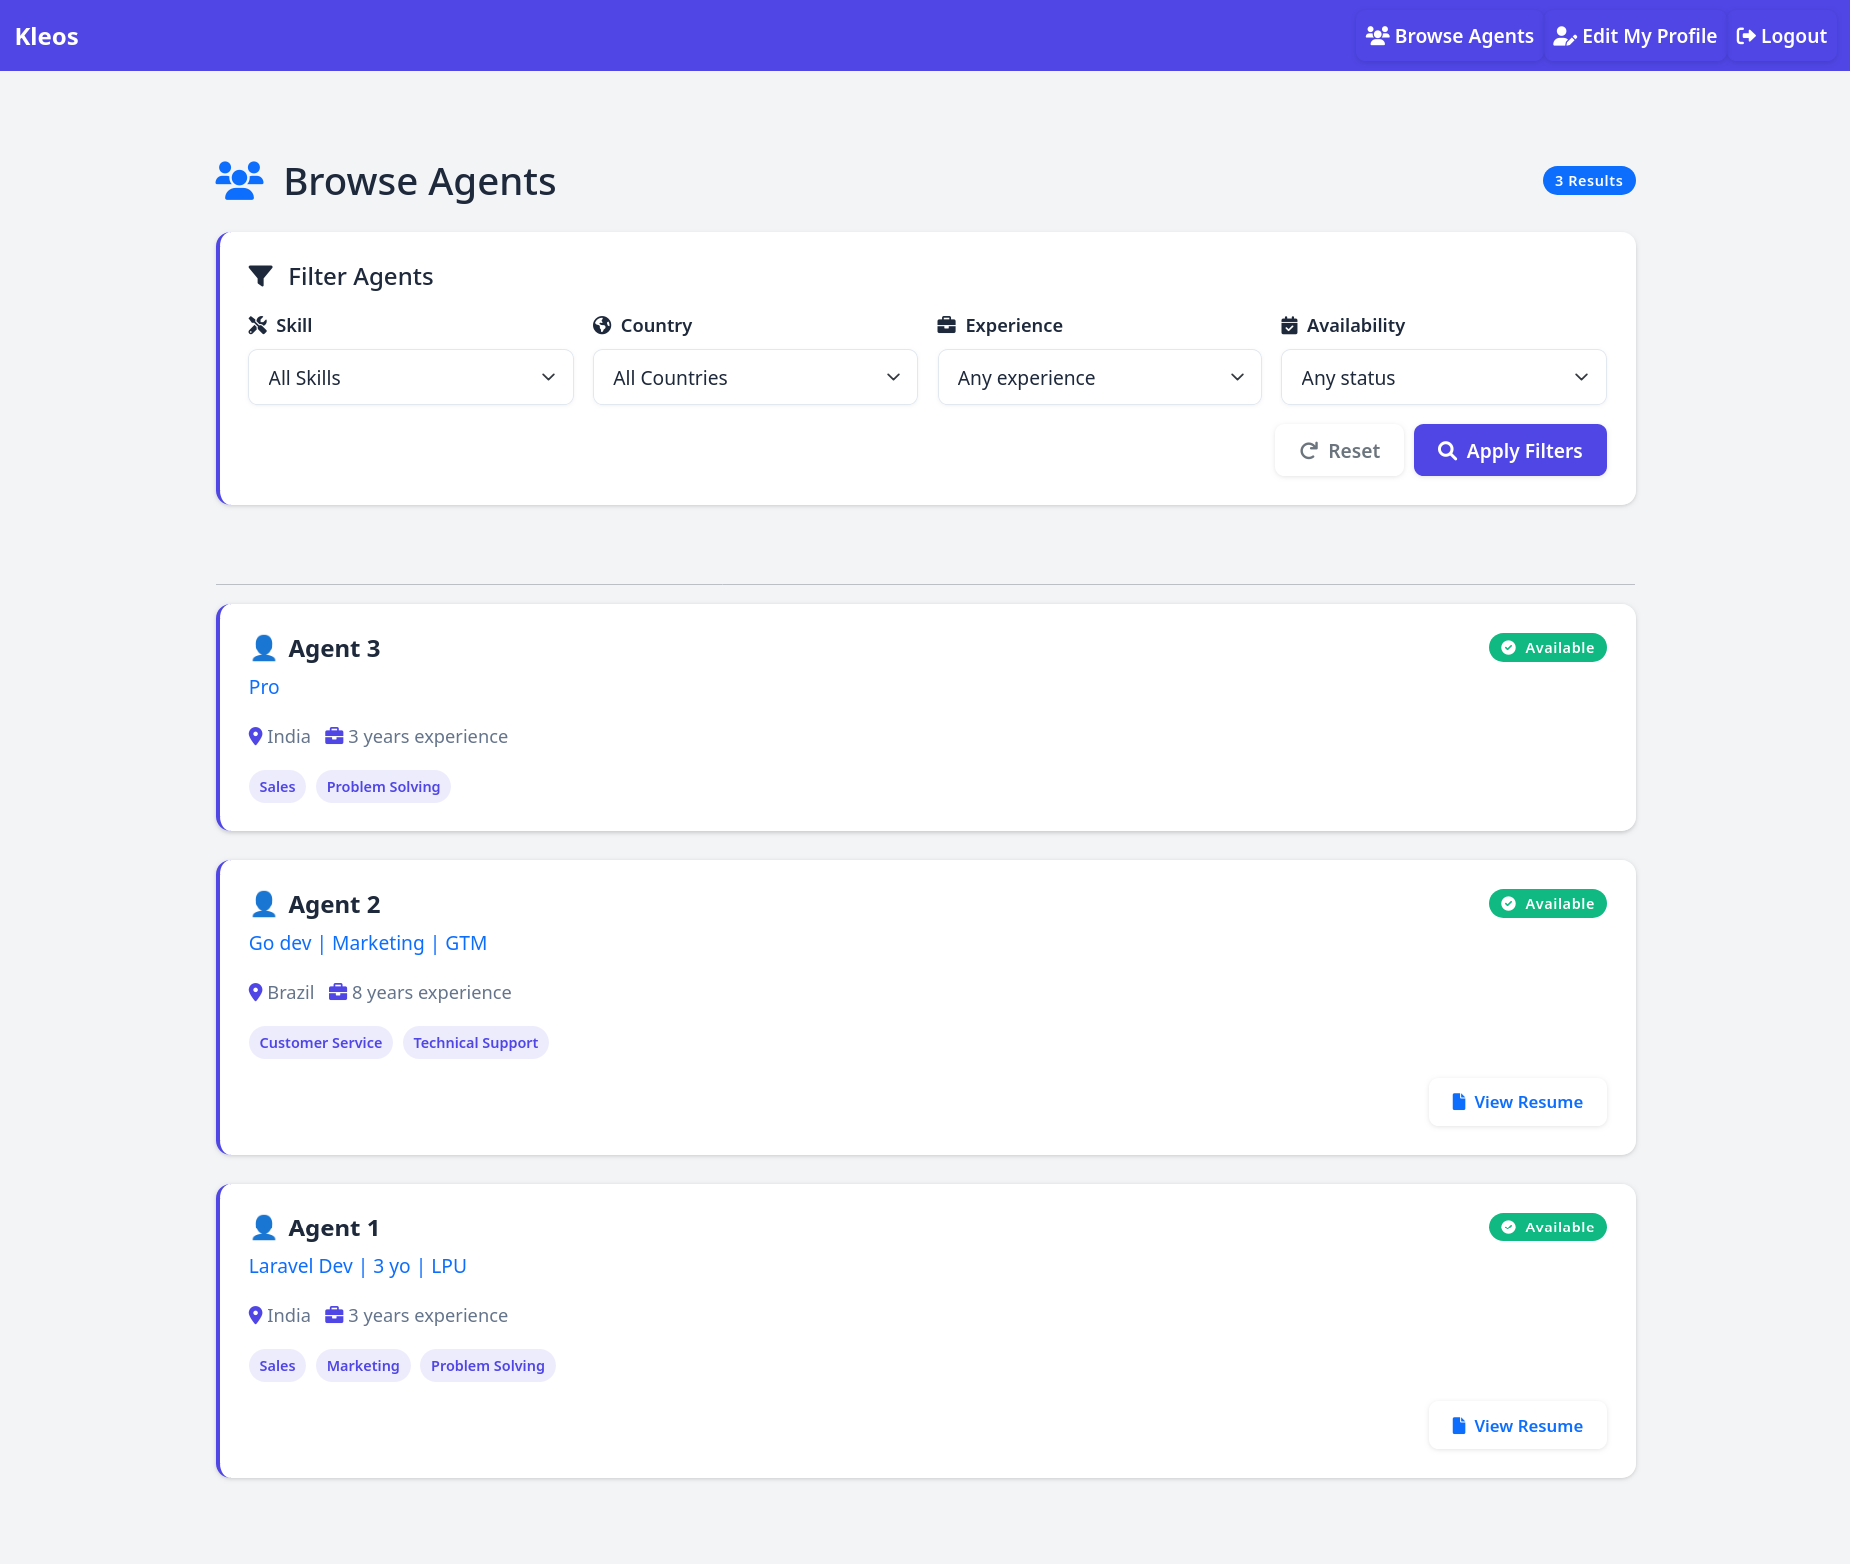 Kleos
Browse Agents Edit My Profile Logout
Browse Agents
3 Results
Filter Agents
Skill Country Experience Availability
All Skills All Countries Any experience Any status
Reset Apply Filters
Agent 3 Available
Pro
India 3 years experience
Sales Problem Solving
Agent 2 Available
Go dev | Marketing | GTM
Brazil 8 years experience
Customer Service Technical Support
View Resume
Agent 1 Available
Laravel Dev | 3 yo | LPU
India 3 years experience
Sales Marketing Problem Solving
View Resume